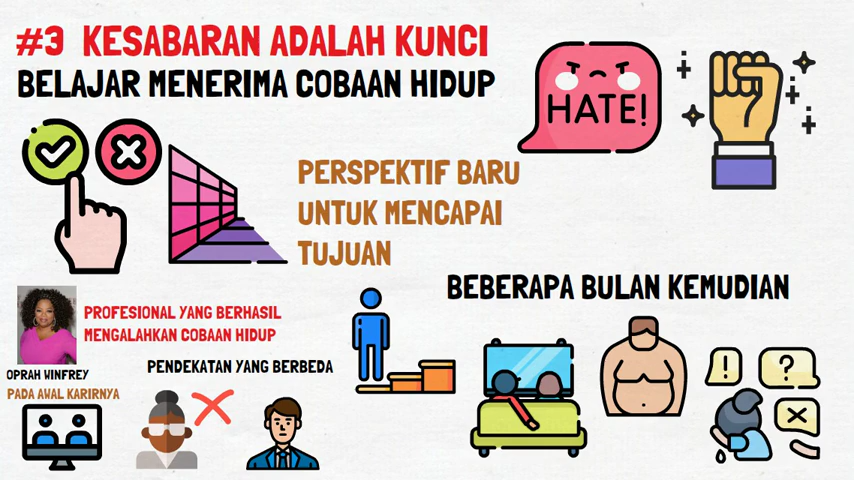 #3 KESABARAN ADALAH KUNCI
BELAJAR MENERIMA COBAAN HIDUP
HATE!
PERSPEKTIF BARU
UNTUK MENCAPAI
TUJUAN
BEBERAPA BULAN KEMUDIAN
PROFESIONAL YANG BERHASIL
MENGALAHKAN COBAAN HIDUP
OPRAH WINFREY
PENDEKATAN YANG BERBEDA
PADA AWAL KARIRNYA
!
?